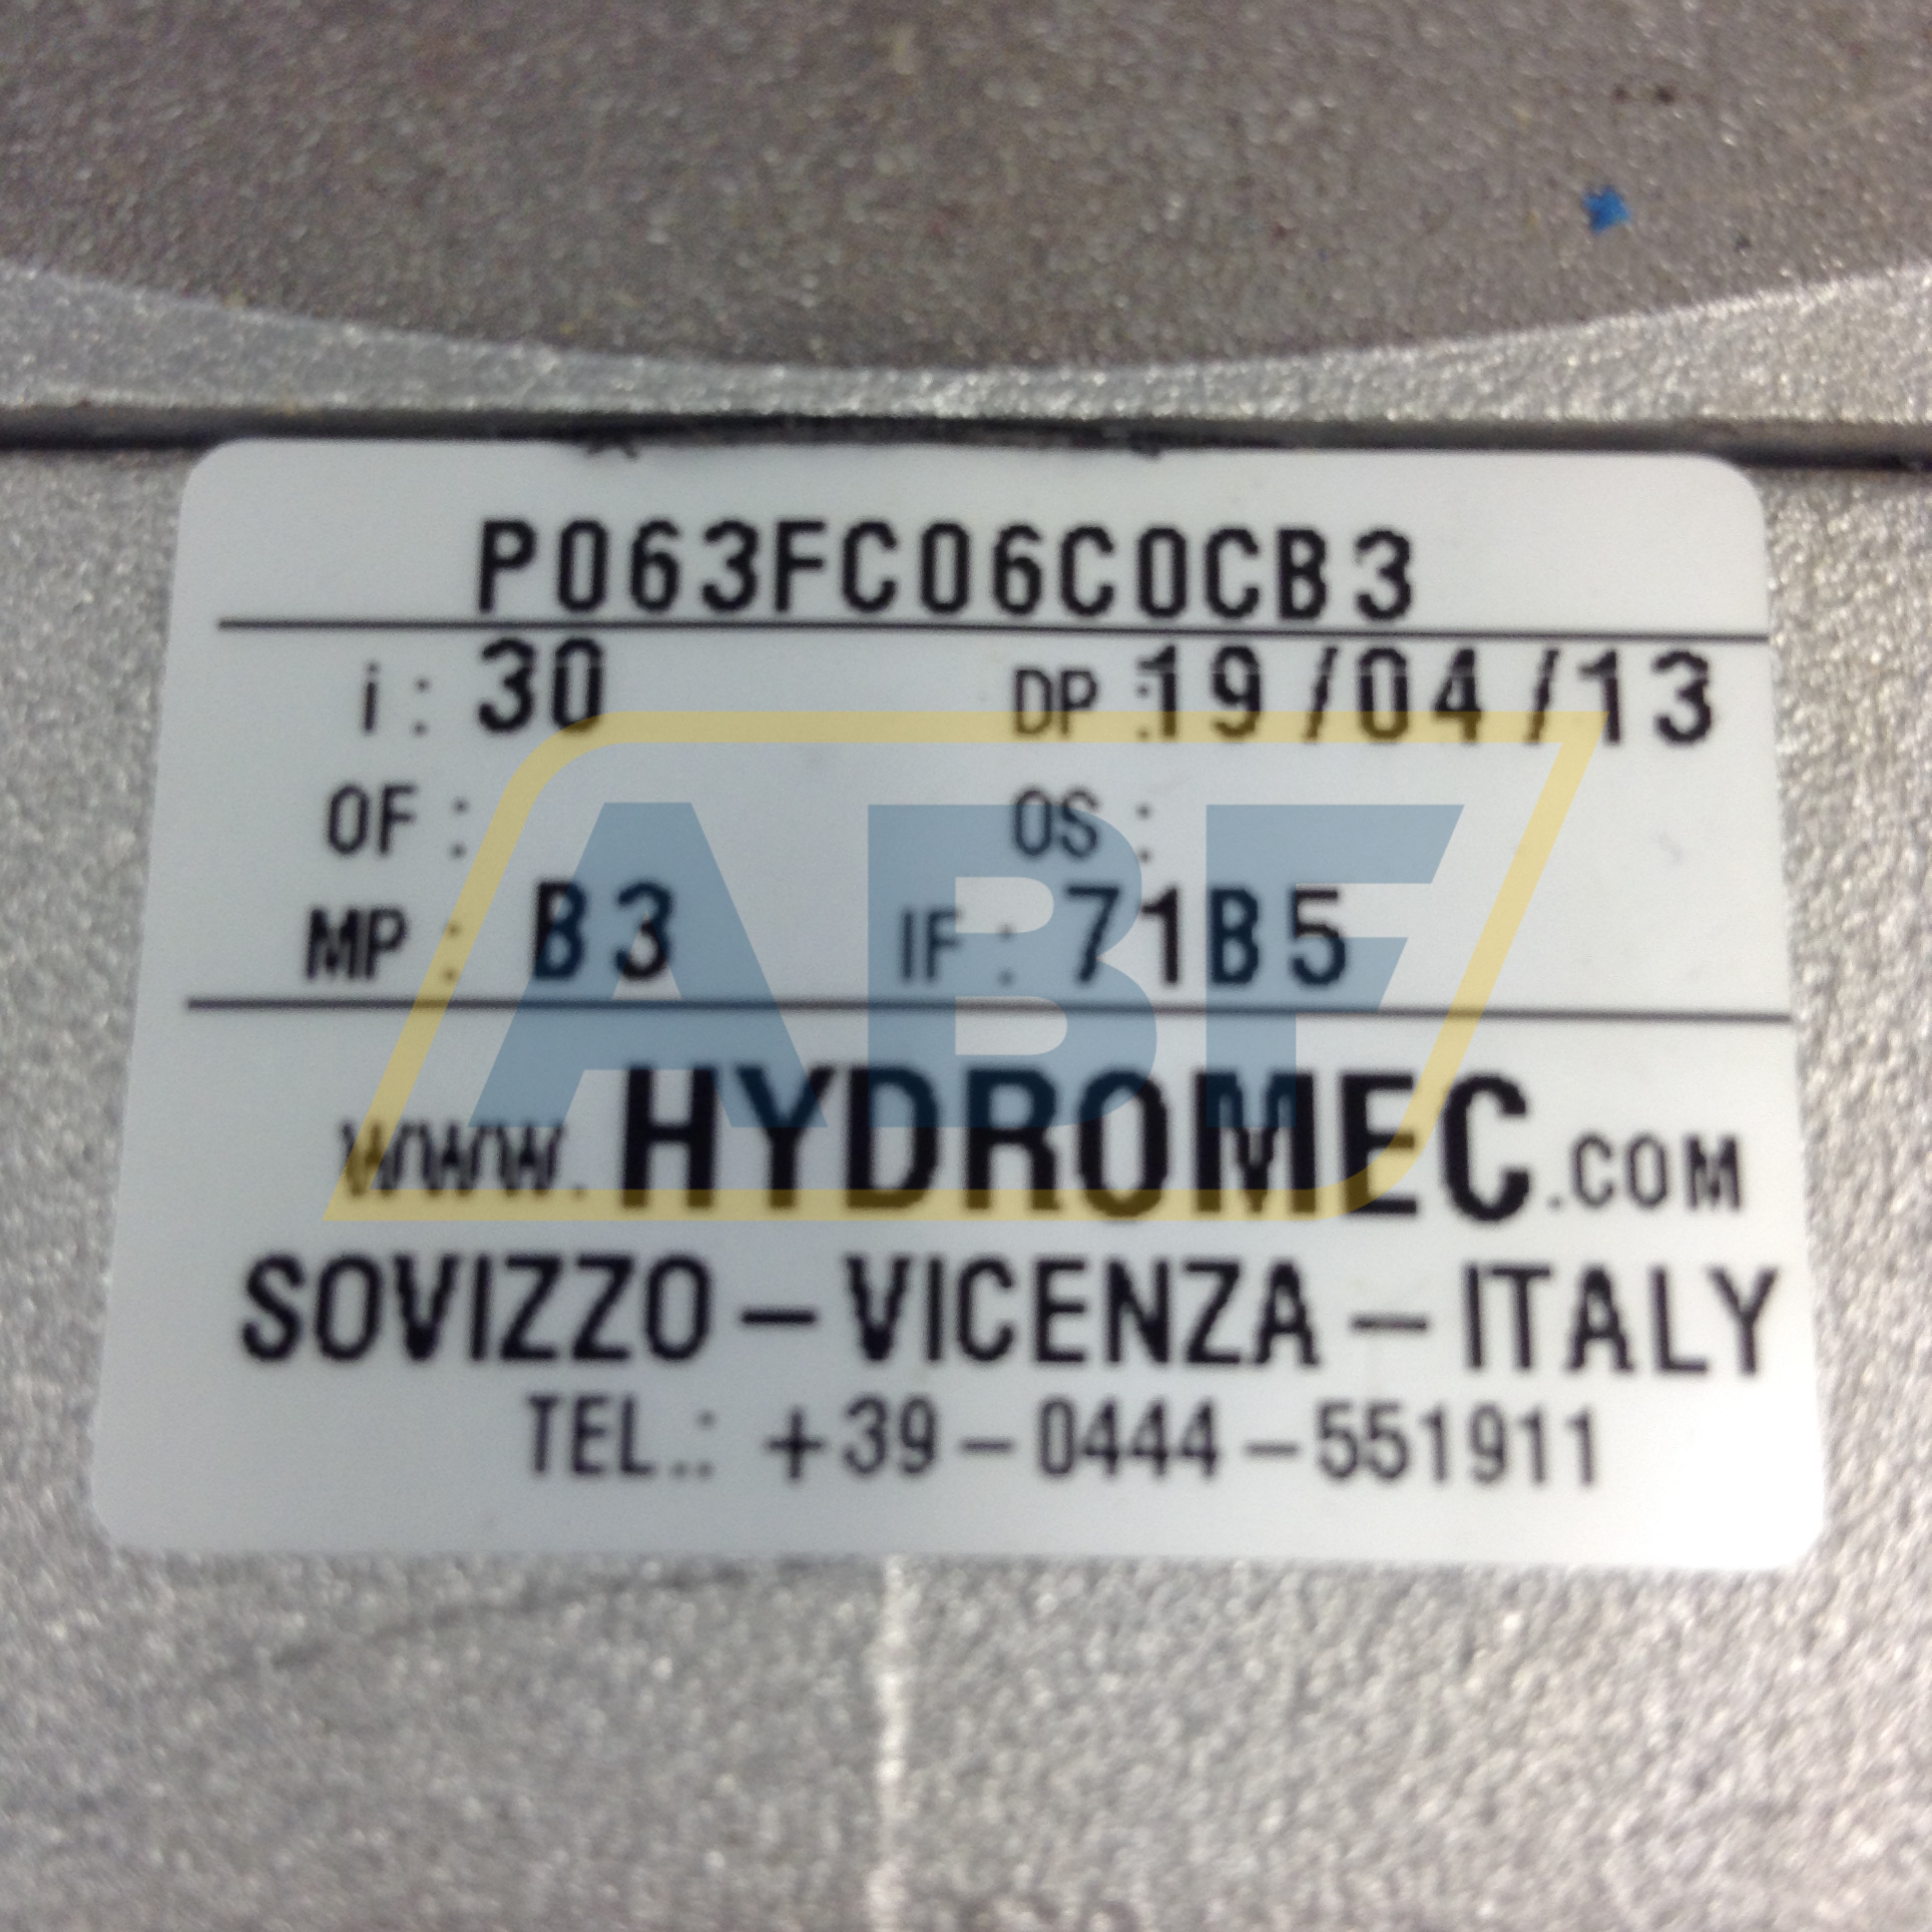 P063FC06C0CB3
i : 30 DP : 19/04/13
OF : OS :
MP : B3 IF : 71B5
ABF
www.HYDROMEC.COM
SOVIZZO-VICENZA-ITALY
TEL.: +39-0444-551911